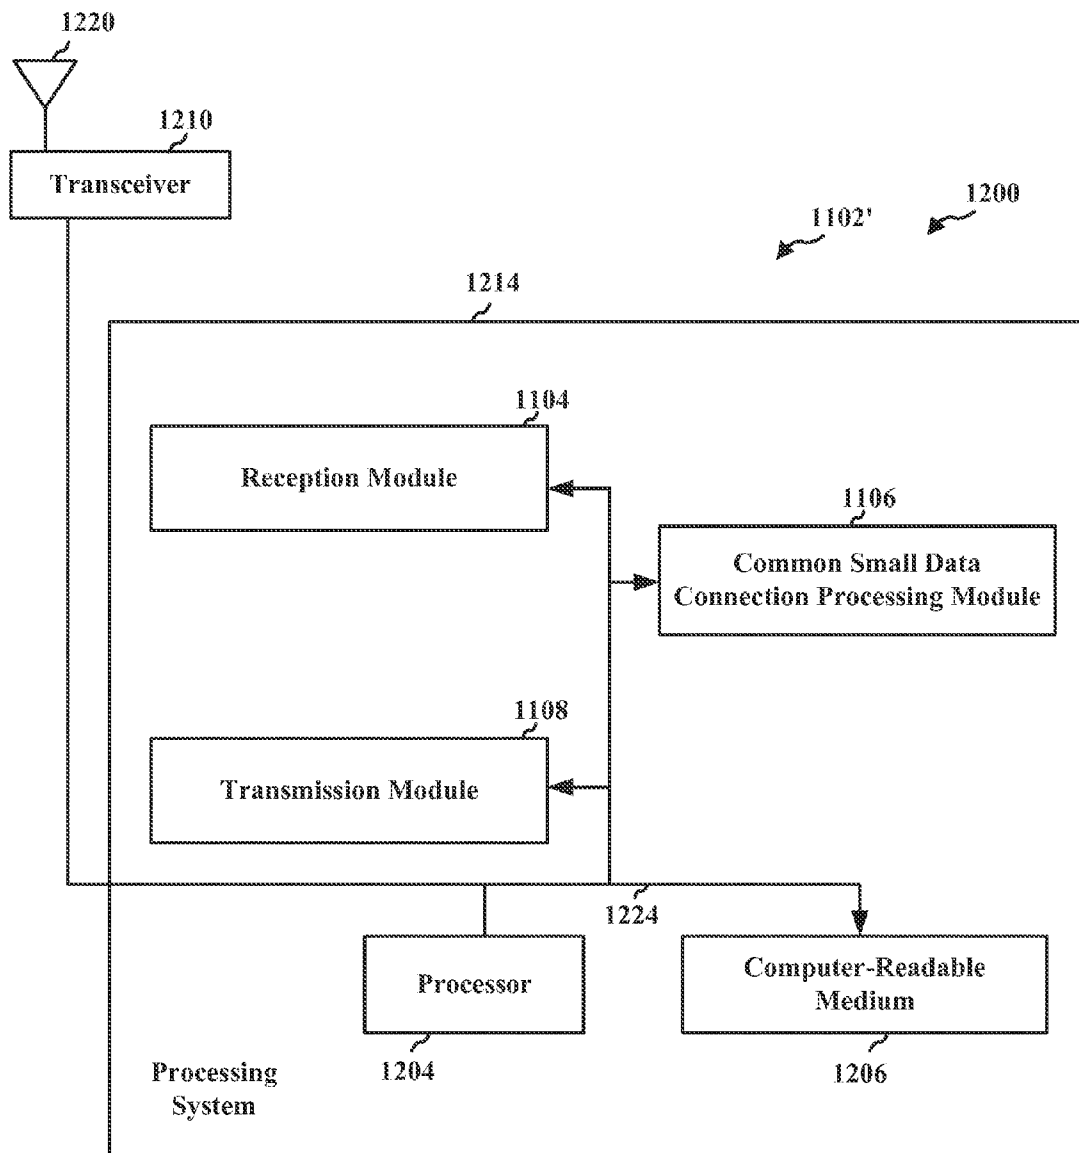 1220
1210
Transceiver
1200
1102'
1214
1104
Reception Module
1106
Common Small Data
Connection Processing Module
1108
Transmission Module
1224
Processor
Computer-Readable
Medium
1204
1206
Processing
System